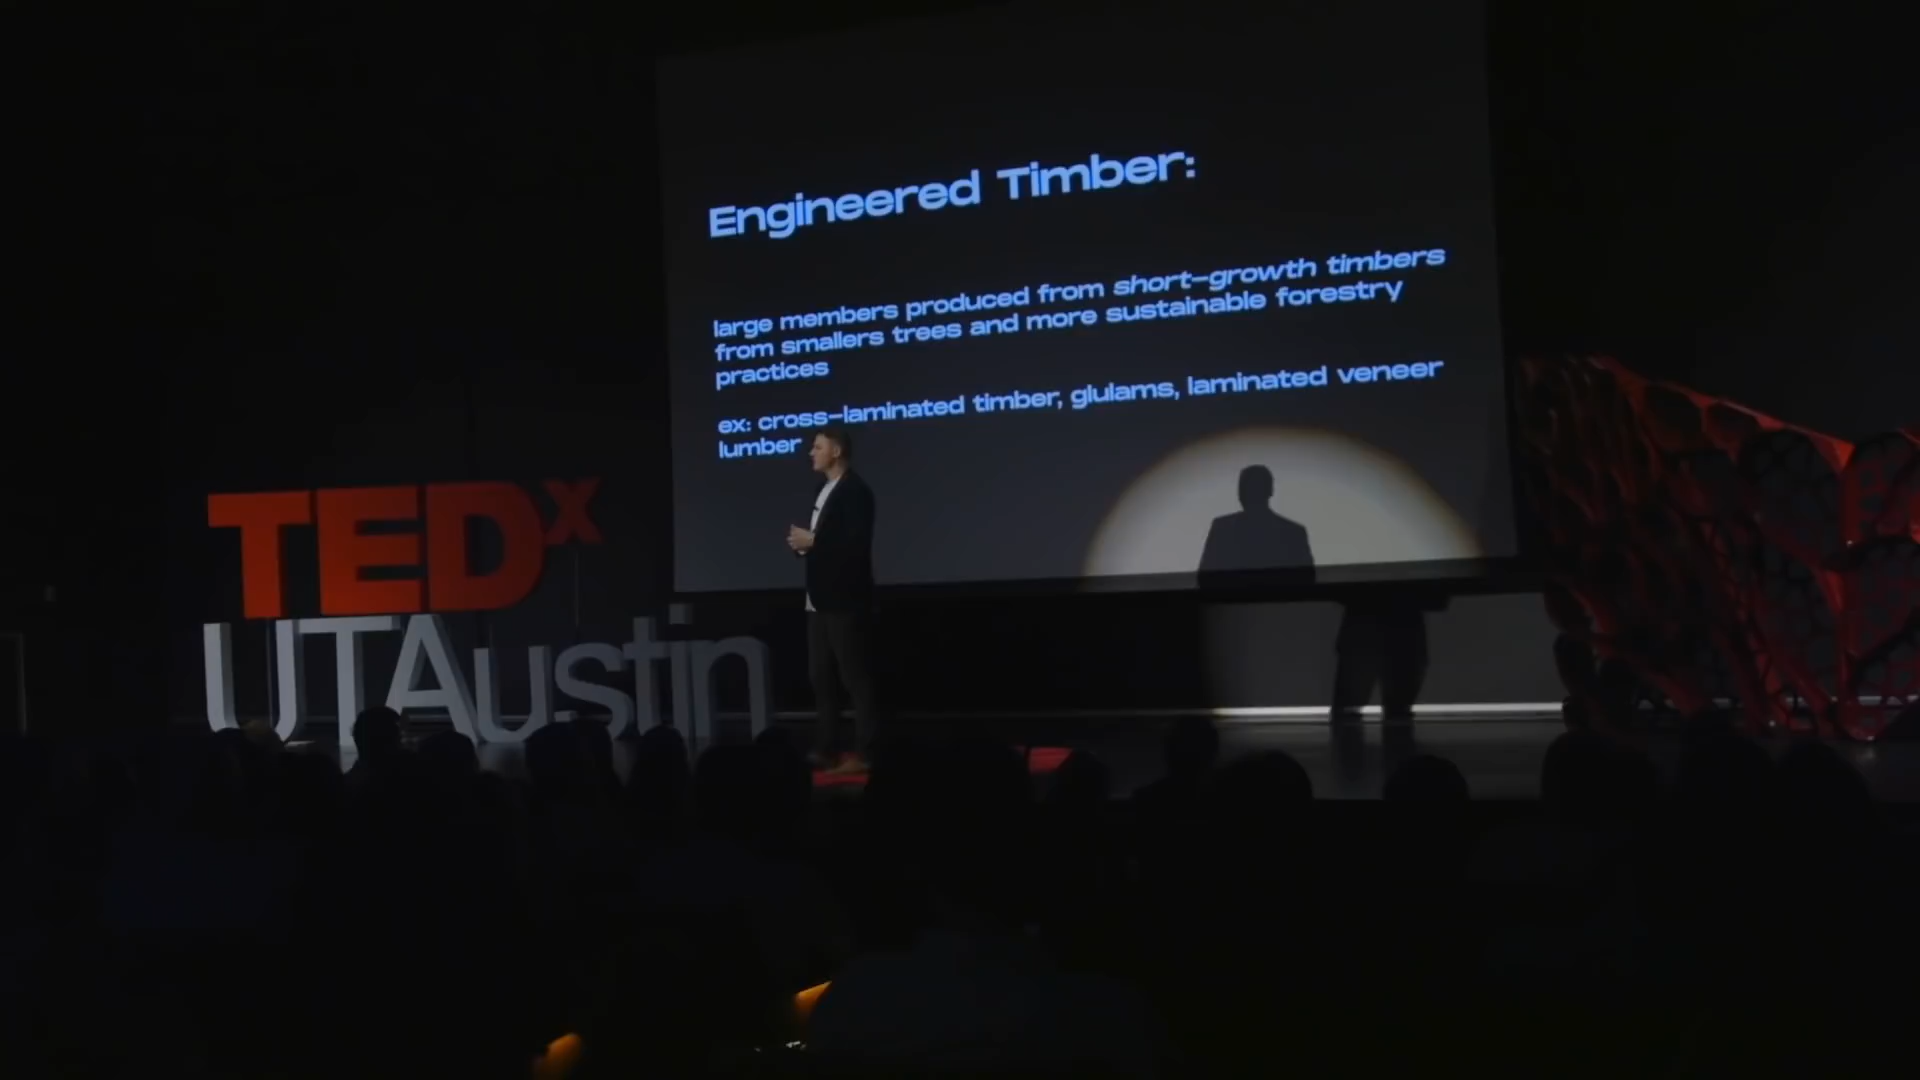 Engineered Timber:
large members produced from short-growth timbers
from smallers trees and more sustainable forestry
practices
ex: cross-laminated timber, glulams, laminated veneer
lumber
TEDx
UTAustin